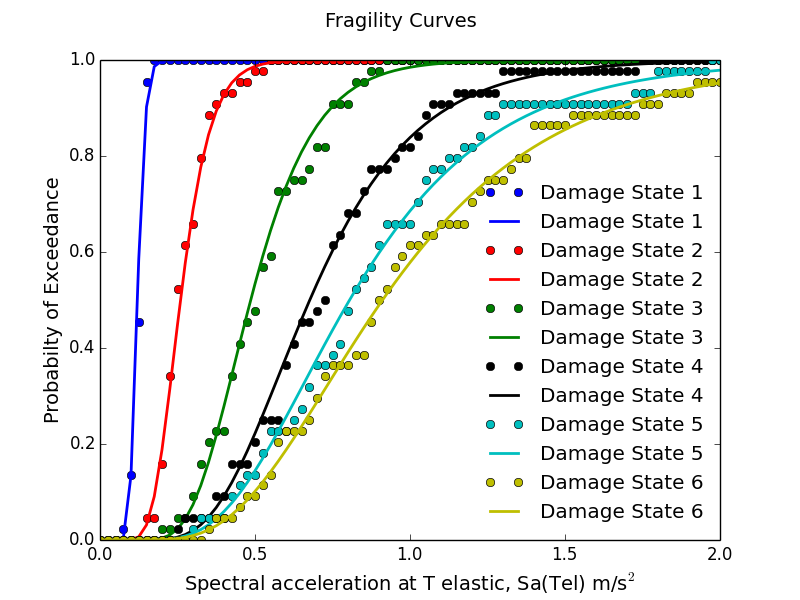 Fragility Curves
Probabilty of Exceedance
1.0
0.8
0.6
0.4
0.2
0.0
0.0 0.5 1.0 1.5 2.0
Spectral acceleration at T elastic, Sa(Tel) m/s²
Damage State 1
Damage State 1
Damage State 2
Damage State 2
Damage State 3
Damage State 3
Damage State 4
Damage State 4
Damage State 5
Damage State 5
Damage State 6
Damage State 6